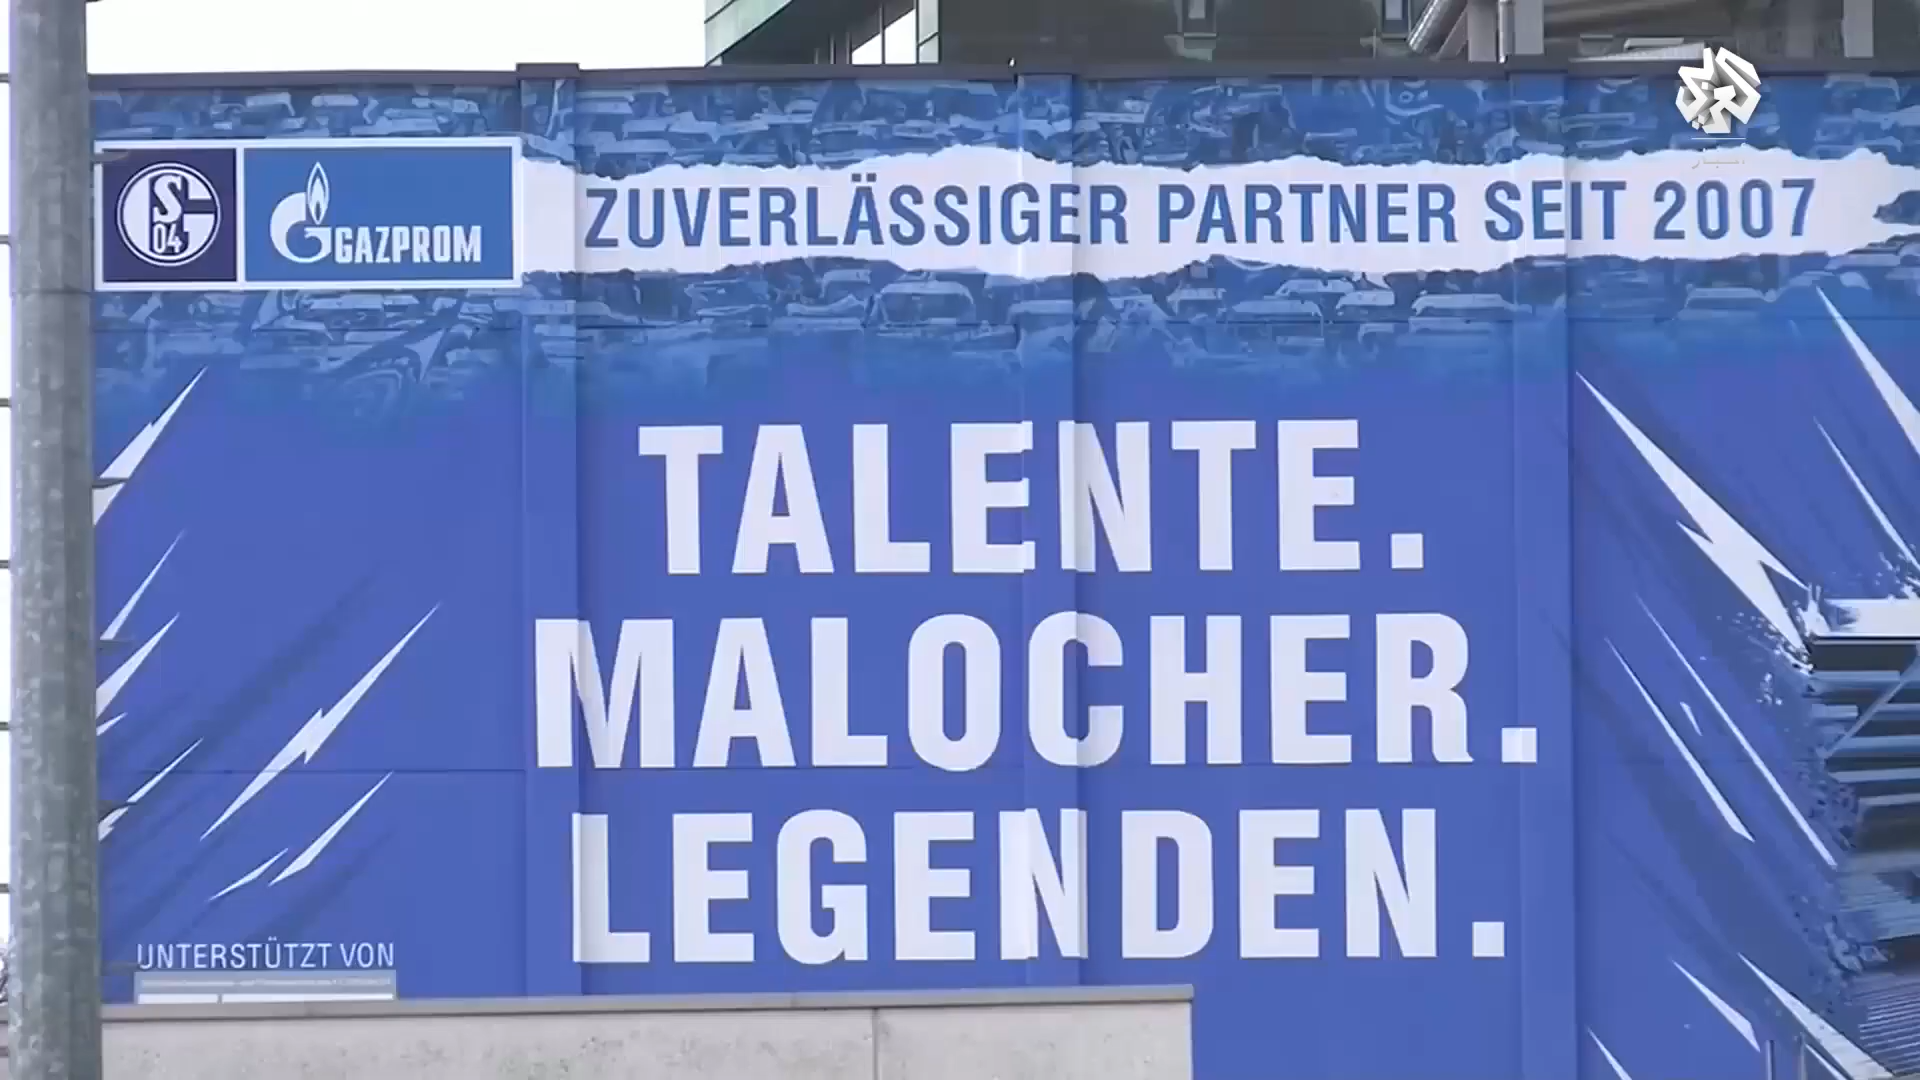 S
04
GAZPROM
ZUVERLÄSSIGER PARTNER SEIT 2007
TALENTE.
MALOCHER.
LEGENDEN.
UNTERSTÜTZT VON